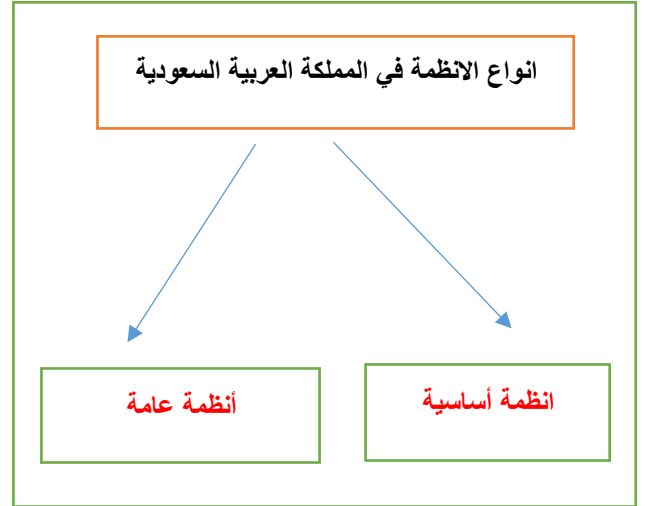 انواع الانظمة في المملكة العربية السعودية
انظمة أساسية
أنظمة عامة